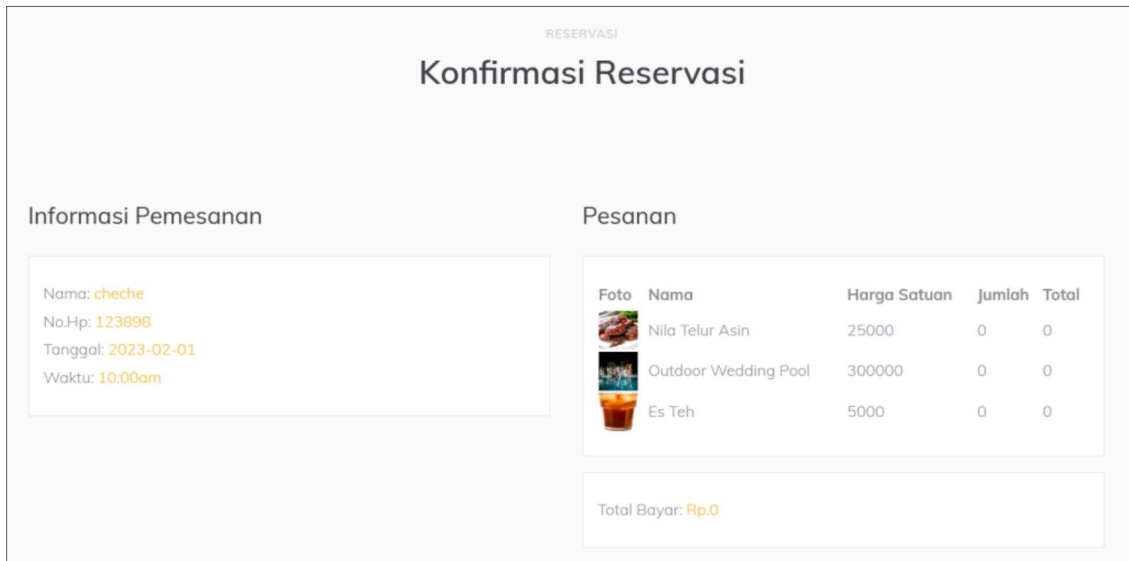 RESERVASI
Konfirmasi Reservasi
Informasi Pemesanan
Nama: cheche
No.Hp: 123898
Tanggal: 2023-02-01
Waktu: 10:00am
Pesanan
Foto Nama Harga Satuan Jumlah Total
Nila Telur Asin 25000 0 0
Outdoor Wedding Pool 300000 0 0
Es Teh 5000 0 0
Total Bayar: Rp.0